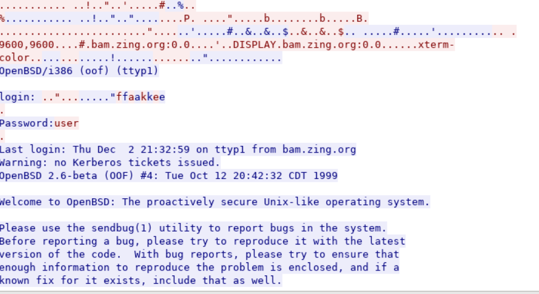 ........... ..!.."..'.....#..%..
%........... ..!.."..".......P. ...."......b........b.....B.
..........................."......'.....#..&..&..$..&..&..$.. .....#.....'........... .. .
9600,9600....#.bam.zing.org:0.0....'..DISPLAY.bam.zing.org:0.0......xterm-
color.............!.............."............
OpenBSD/i386 (oof) (ttyp1)
login: .."........"ffaakkee
.
Password:user
.
Last login: Thu Dec  2 21:32:59 on ttyp1 from bam.zing.org
Warning: no Kerberos tickets issued.
OpenBSD 2.6-beta (OOF) #4: Tue Oct 12 20:42:32 CDT 1999
Welcome to OpenBSD: The proactively secure Unix-like operating system.
Please use the sendbug(1) utility to report bugs in the system.
Before reporting a bug, please try to reproduce it with the latest
version of the code.  With bug reports, please try to ensure that
enough information to reproduce the problem is enclosed, and if a
known fix for it exists, include that as well.